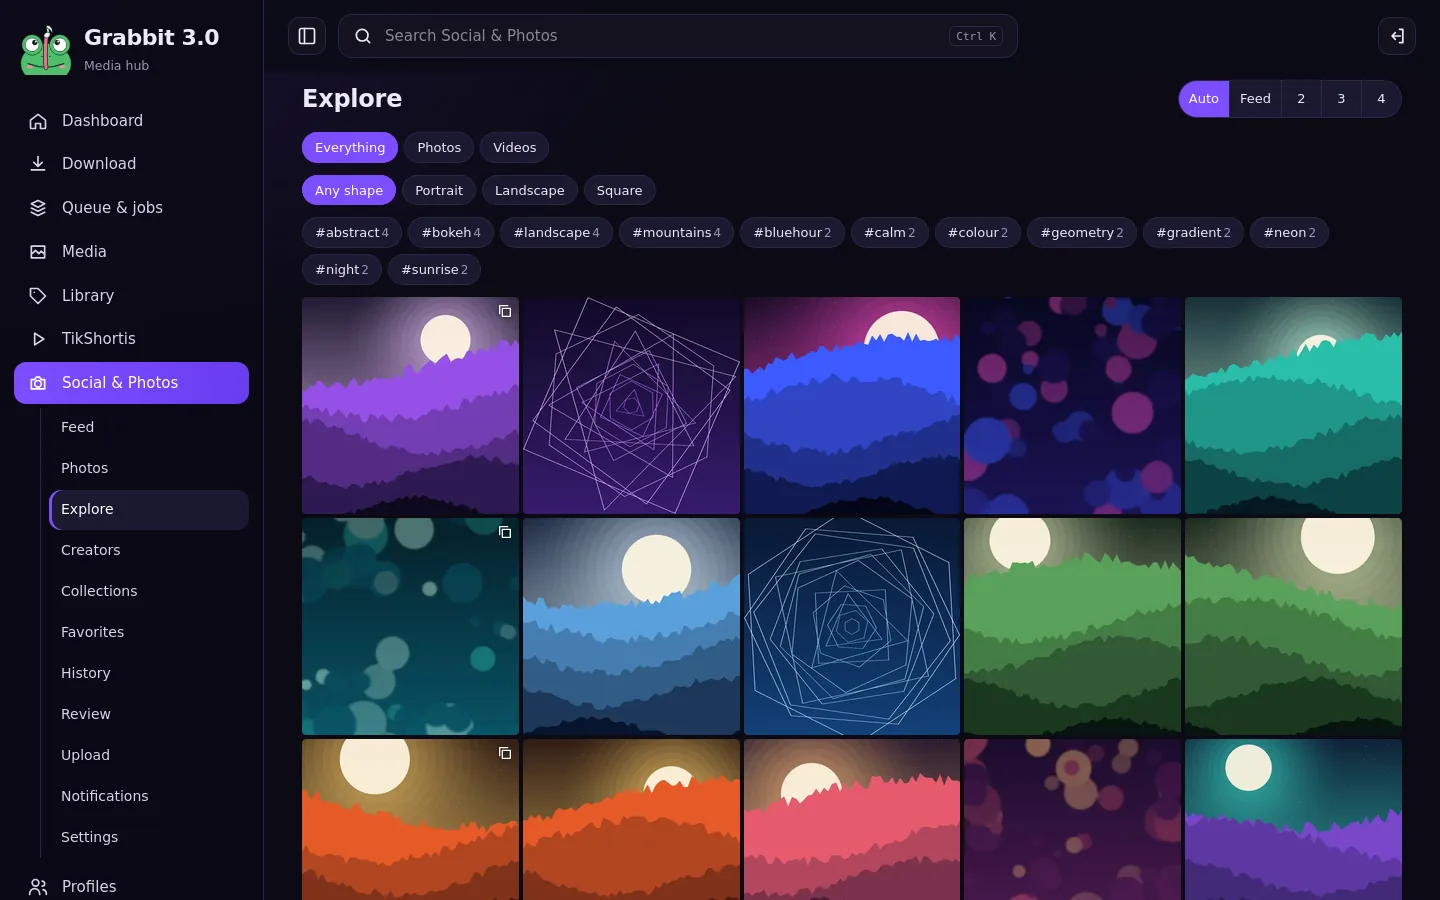 Grabbit 3.0
Media hub
Search Social & Photos
Ctrl K
Dashboard
Download
Queue & jobs
Media
Library
TikShortis
Social & Photos
Feed
Photos
Explore
Creators
Collections
Favorites
History
Review
Upload
Notifications
Settings
Profiles
Explore
Auto Feed 2 3 4
Everything Photos Videos
Any shape Portrait Landscape Square
#abstract 4 #bokeh 4 #landscape 4 #mountains 4 #bluehour 2 #calm 2 #colour 2 #geometry 2 #gradient 2 #neon 2
#night 2 #sunrise 2